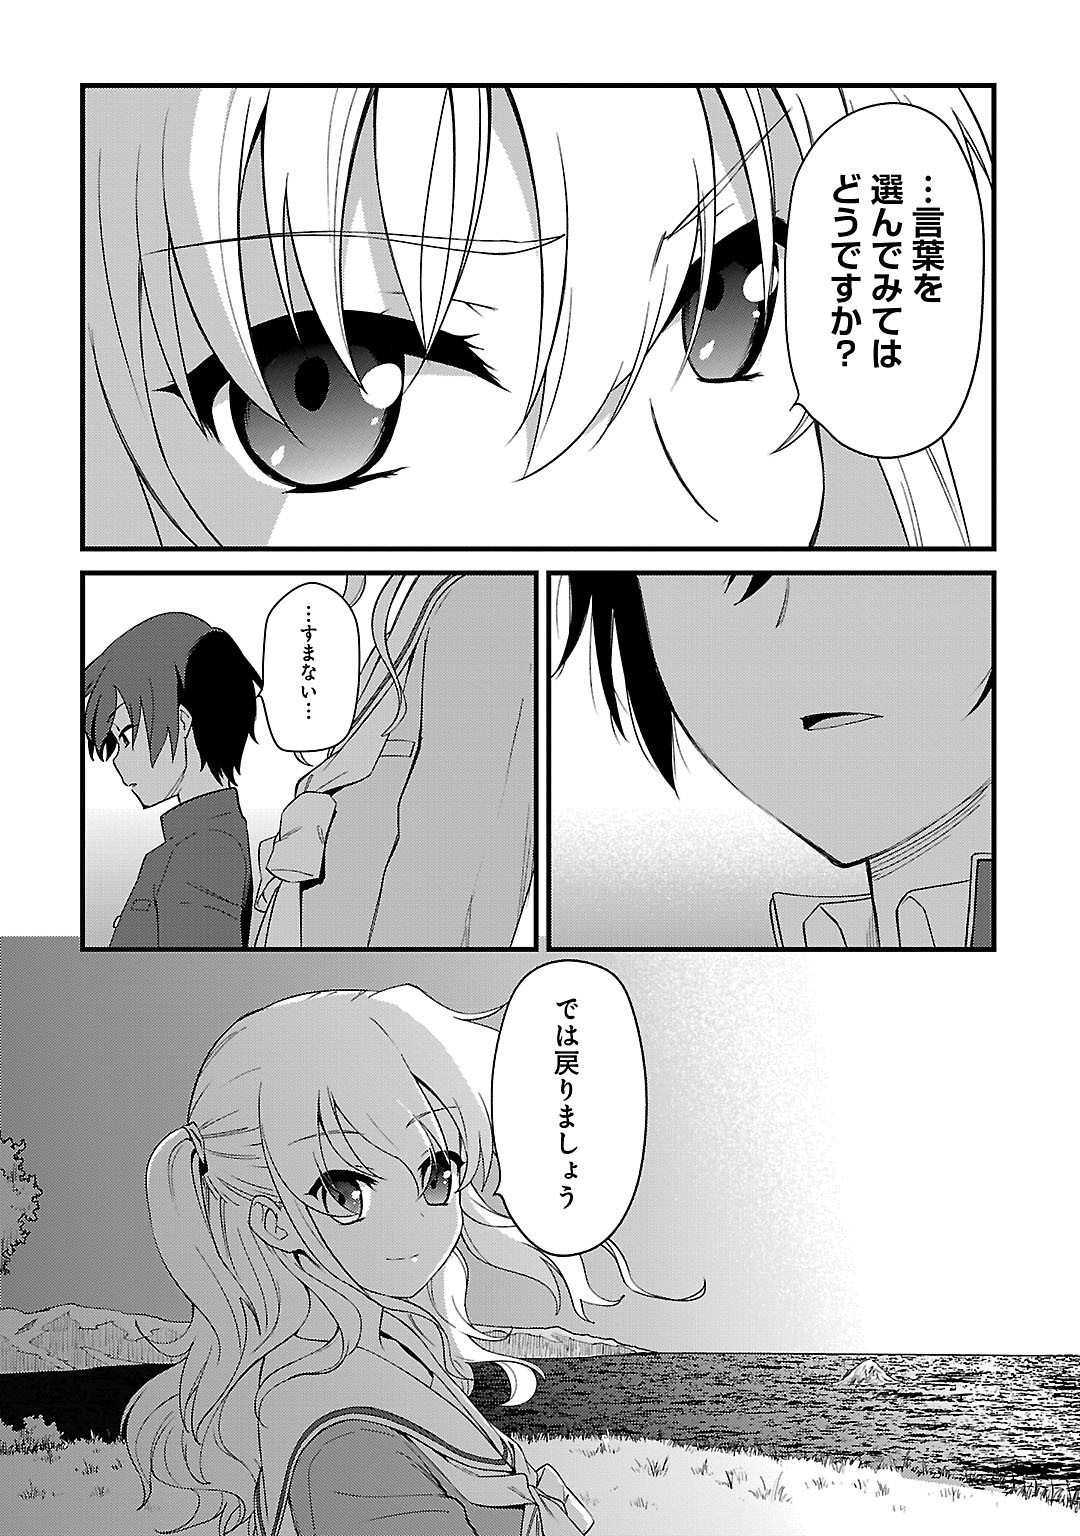 …言葉を
選んでみては
どうですか？
…すまない…
では戻りましょう